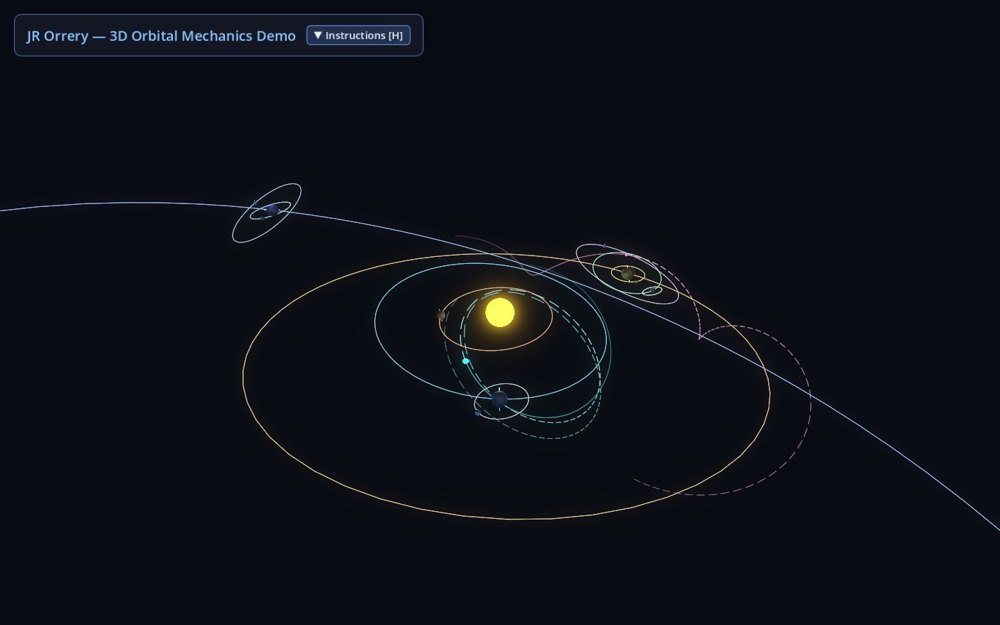 JR Orrery — 3D Orbital Mechanics Demo ▼ Instructions [H]